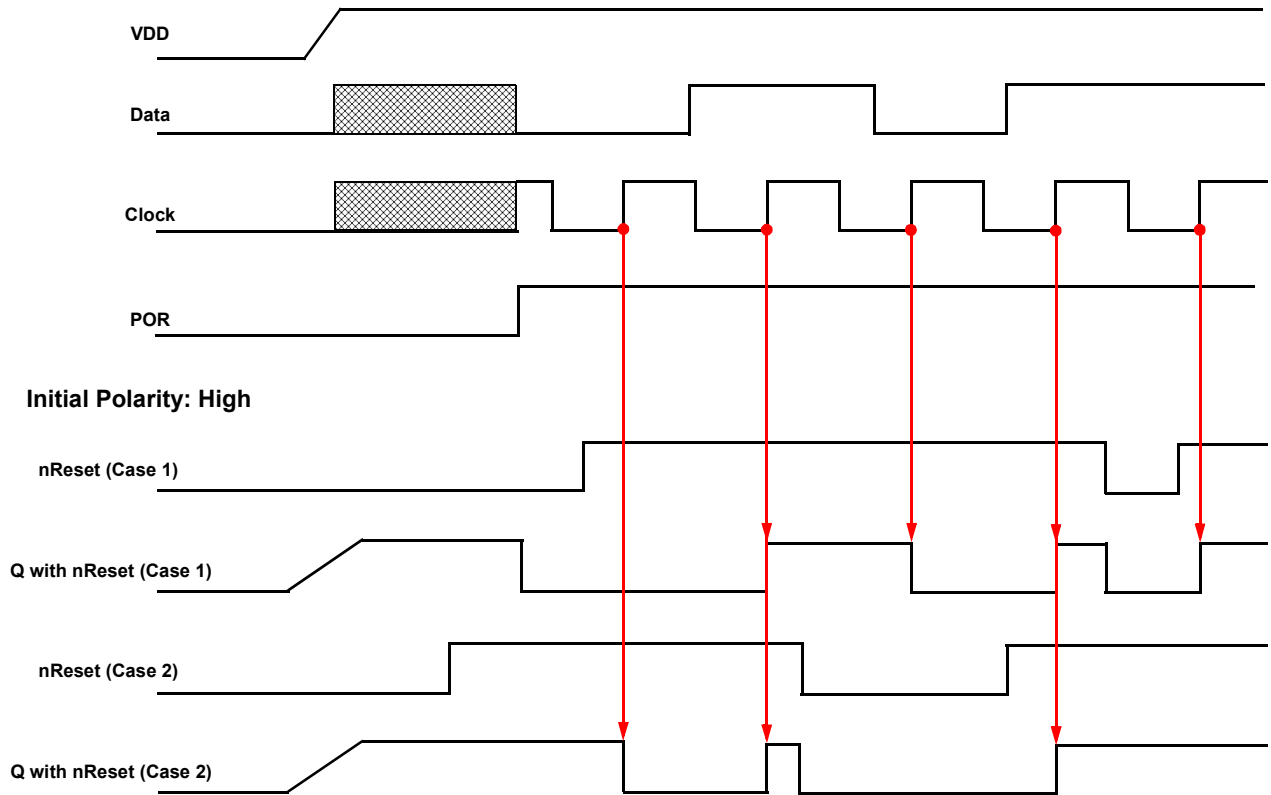 VDD
Data
Clock
POR
Initial Polarity: High
nReset (Case 1)
Q with nReset (Case 1)
nReset (Case 2)
Q with nReset (Case 2)